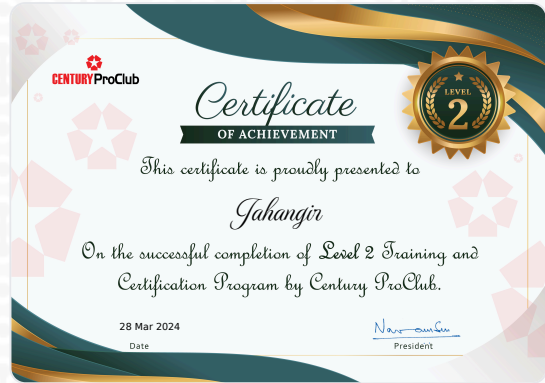 CENTURY ProClub
Certificate
OF ACHIEVEMENT
LEVEL
2
This certificate is proudly presented to
Jahangir
On the successful completion of Level 2 Training and
Certification Program by Century ProClub.
28 Mar 2024
Date
President